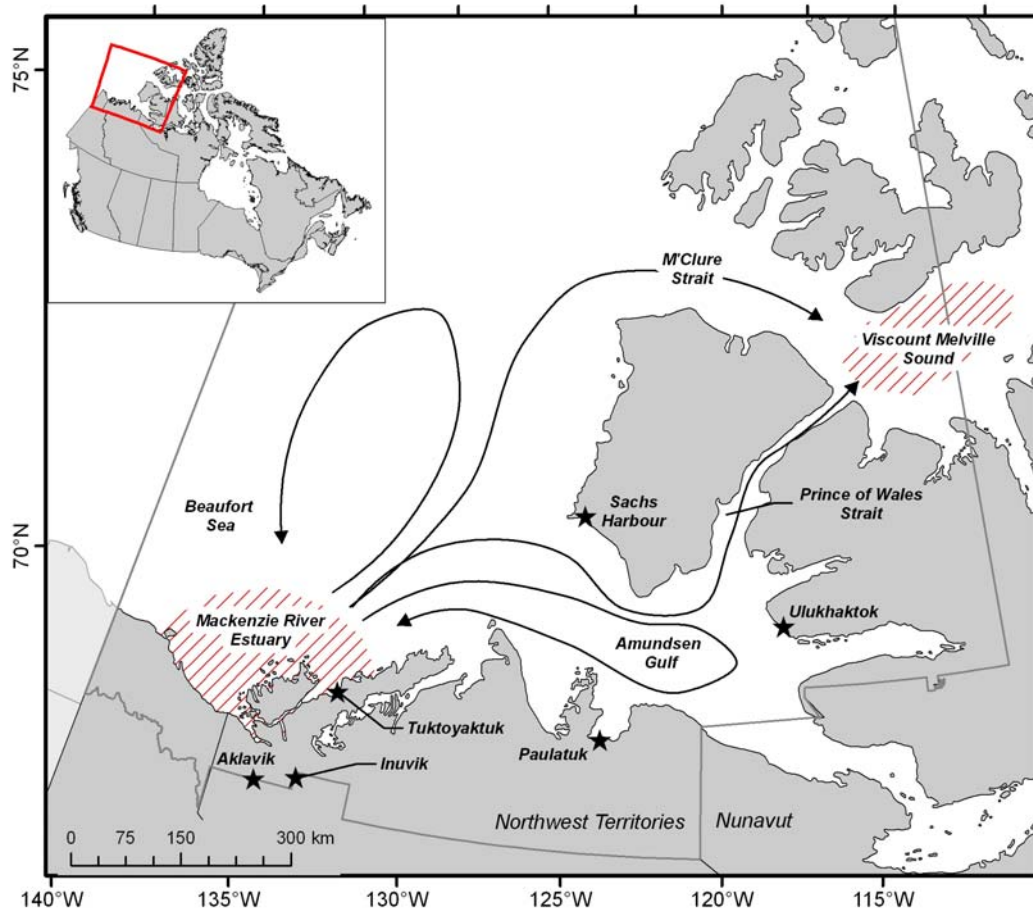 75°N
M'Clure
Strait
Viscount Melville
Sound
Beaufort
Sea
Sachs
Harbour
Prince of Wales
Strait
70°N
Mackenzie River
Estuary
Ulukhaktok
Amundsen
Gulf
Tuktoyaktuk
Paulatuk
Aklavik
Inuvik
Northwest Territories
Nunavut
0 75 150 300 km
140°W 135°W 130°W 125°W 120°W 115°W